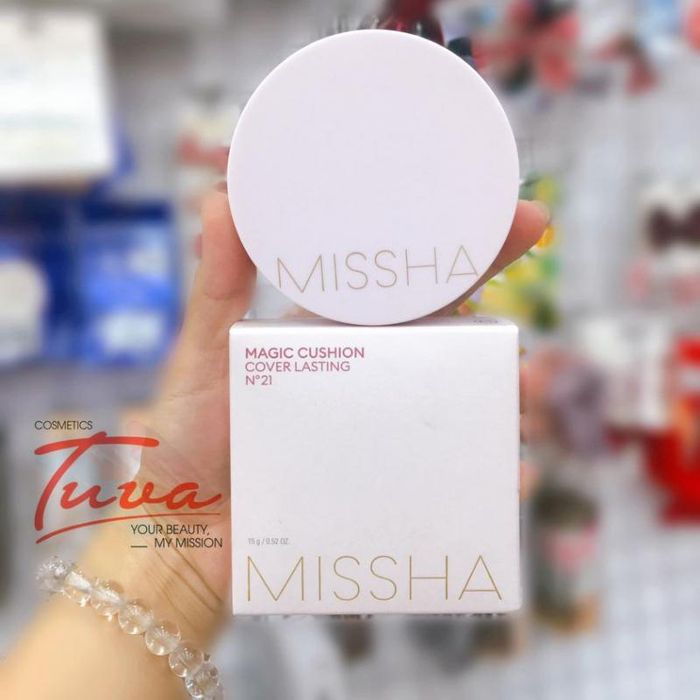 MISSHA
MAGIC CUSHION
COVER LASTING
N°21
15 g / 0.52 OZ.
MISSHA
COSMETICS
Tuva
YOUR BEAUTY,
MY MISSION